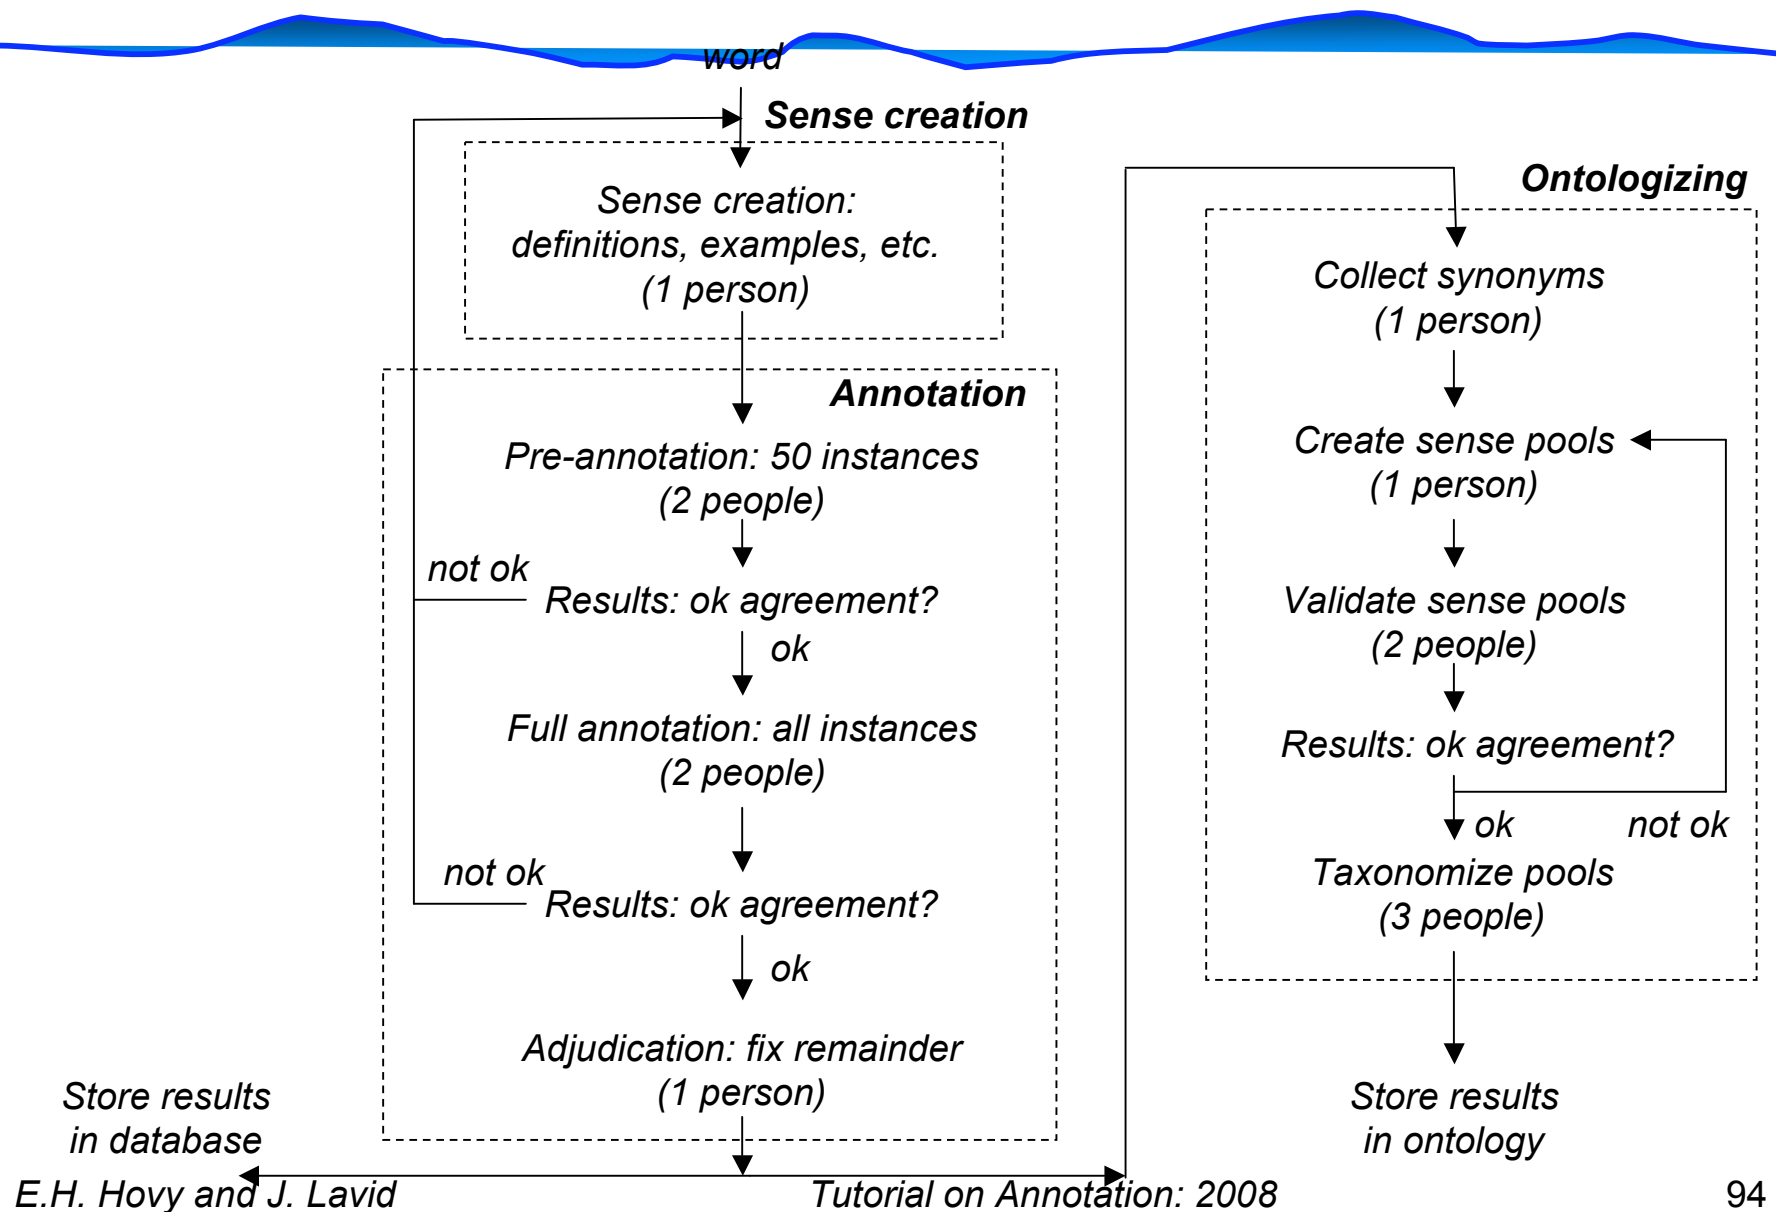 word
Sense creation
Sense creation:
definitions, examples, etc.
(1 person)
Annotation
Pre-annotation: 50 instances
(2 people)
not ok
Results: ok agreement?
ok
Full annotation: all instances
(2 people)
not ok
Results: ok agreement?
ok
Adjudication: fix remainder
(1 person)
Store results
in database
Ontologizing
Collect synonyms
(1 person)
Create sense pools
(1 person)
Validate sense pools
(2 people)
Results: ok agreement?
ok
not ok
Taxonomize pools
(3 people)
Store results
in ontology
E.H. Hovy and J. Lavid
Tutorial on Annotation: 2008
94